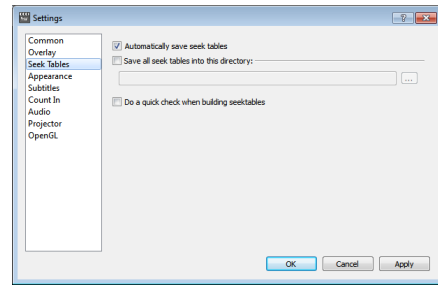 Settings
Common
Overlay
Seek Tables
Appearance
Subtitles
Count In
Audio
Projector
OpenGL
Automatically save seek tables
Save all seek tables into this directory:
...
Do a quick check when building seektables
OK Cancel Apply